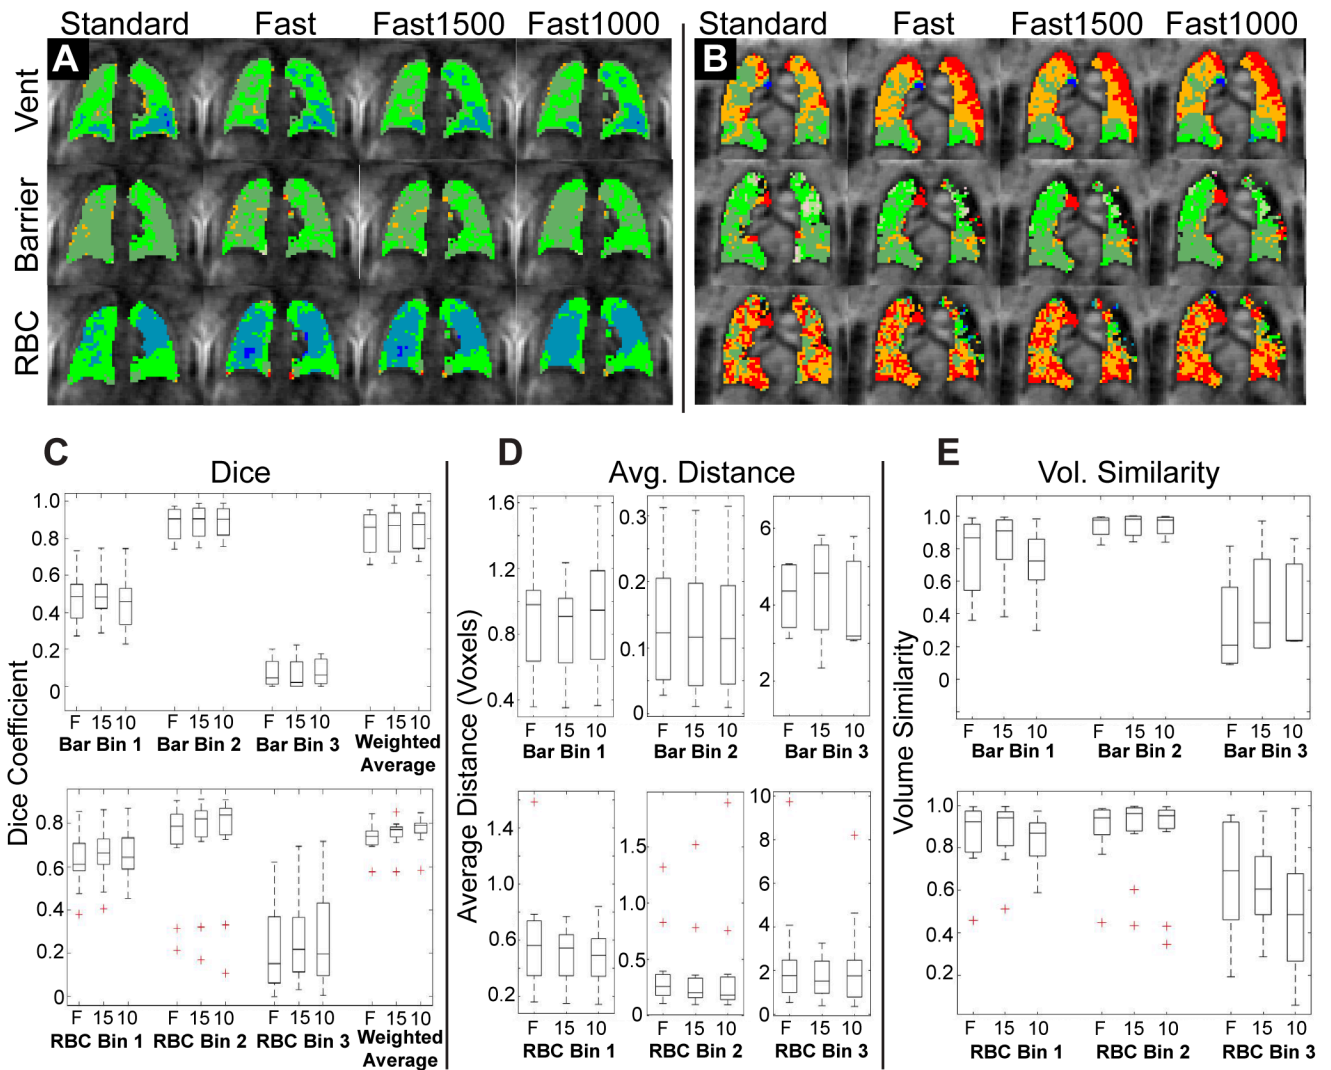 Standard Fast Fast1500 Fast1000 Standard Fast Fast1500 Fast1000
A B
Vent
Barrier
RBC
C D E
Dice Avg. Distance Vol. Similarity
Dice Coefficient
1.0
0.8
0.6
0.4
0.2
0
F 15 10 F 15 10 F 15 10 F 15 10
Bar Bin 1 Bar Bin 2 Bar Bin 3 Weighted
Average
0.8
0.6
0.4
0.2
0
F 15 10 F 15 10 F 15 10 F 15 10
RBC Bin 1 RBC Bin 2 RBC Bin 3 Weighted
Average
Average Distance (Voxels)
1.6
1.2
0.8
0.4
F 15 10
Bar Bin 1
0.3
0.2
0.1
0
F 15 10
Bar Bin 2
6
4
2
F 15 10
Bar Bin 3
1.4
1.0
0.6
0.2
F 15 10
RBC Bin 1
1.5
1.0
0.5
0
F 15 10
RBC Bin 2
10
8
6
4
2
0
F 15 10
RBC Bin 3
Volume Similarity
1.0
0.8
0.6
0.4
0.2
0
F 15 10 F 15 10 F 15 10
Bar Bin 1 Bar Bin 2 Bar Bin 3
1.0
0.8
0.6
0.4
0.2
F 15 10 F 15 10 F 15 10
RBC Bin 1 RBC Bin 2 RBC Bin 3